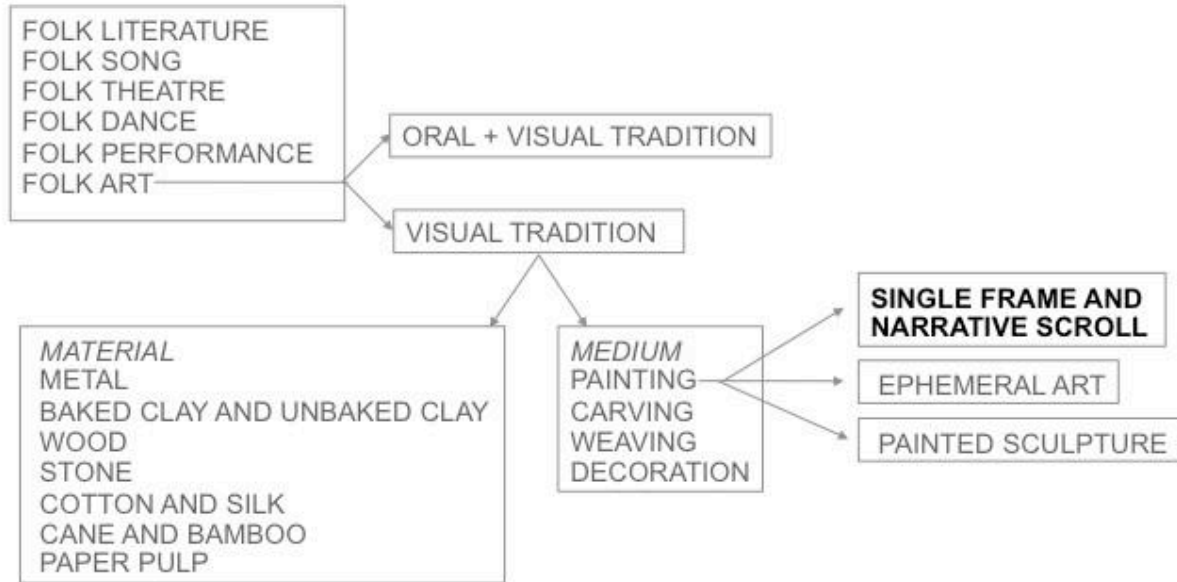 FOLK LITERATURE
FOLK SONG
FOLK THEATRE
FOLK DANCE
FOLK PERFORMANCE
FOLK ART
ORAL + VISUAL TRADITION
VISUAL TRADITION
MATERIAL
METAL
BAKED CLAY AND UNBAKED CLAY
WOOD
STONE
COTTON AND SILK
CANE AND BAMBOO
PAPER PULP
MEDIUM
PAINTING
CARVING
WEAVING
DECORATION
SINGLE FRAME AND
NARRATIVE SCROLL
EPHEMERAL ART
PAINTED SCULPTURE